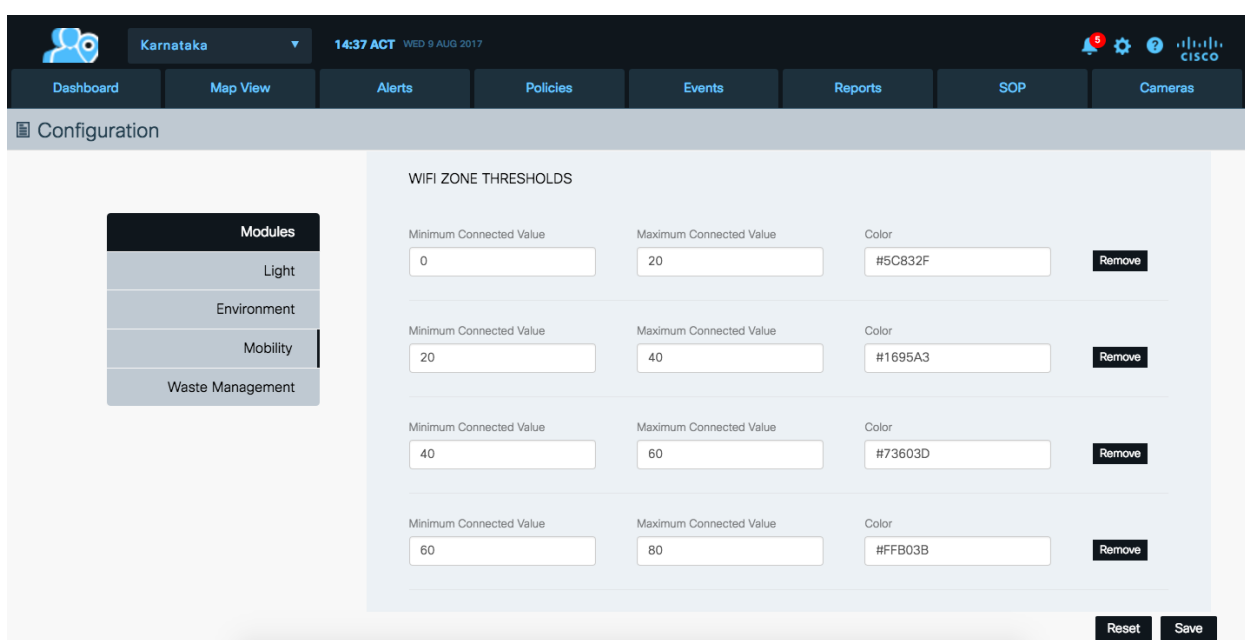 Karnataka 14:37 ACT WED 9 AUG 2017 5 ? cisco
Dashboard Map View Alerts Policies Events Reports SOP Cameras
Configuration
WIFI ZONE THRESHOLDS
Modules
Light
Environment
Mobility
Waste Management
Minimum Connected Value Maximum Connected Value Color
0 20 #5C832F Remove
Minimum Connected Value Maximum Connected Value Color
20 40 #1695A3 Remove
Minimum Connected Value Maximum Connected Value Color
40 60 #73603D Remove
Minimum Connected Value Maximum Connected Value Color
60 80 #FFB03B Remove
Reset Save